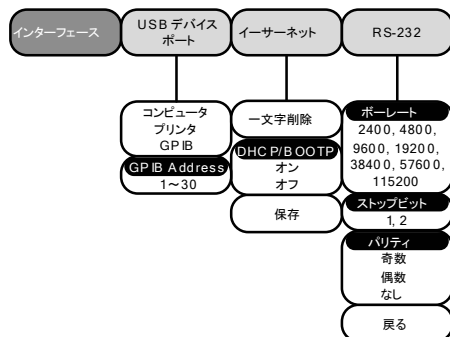 インターフェース
USBデバイス
ポート
イーサーネット
RS-232
コンピュータ
プリンタ
GPIB
GPIB Address
1～30
一文字削除
DHCP/BOOTP
オン
オフ
保存
ボーレート
2400, 4800,
9600, 19200,
38400, 57600,
115200
ストップビット
1, 2
パリティ
奇数
偶数
なし
戻る